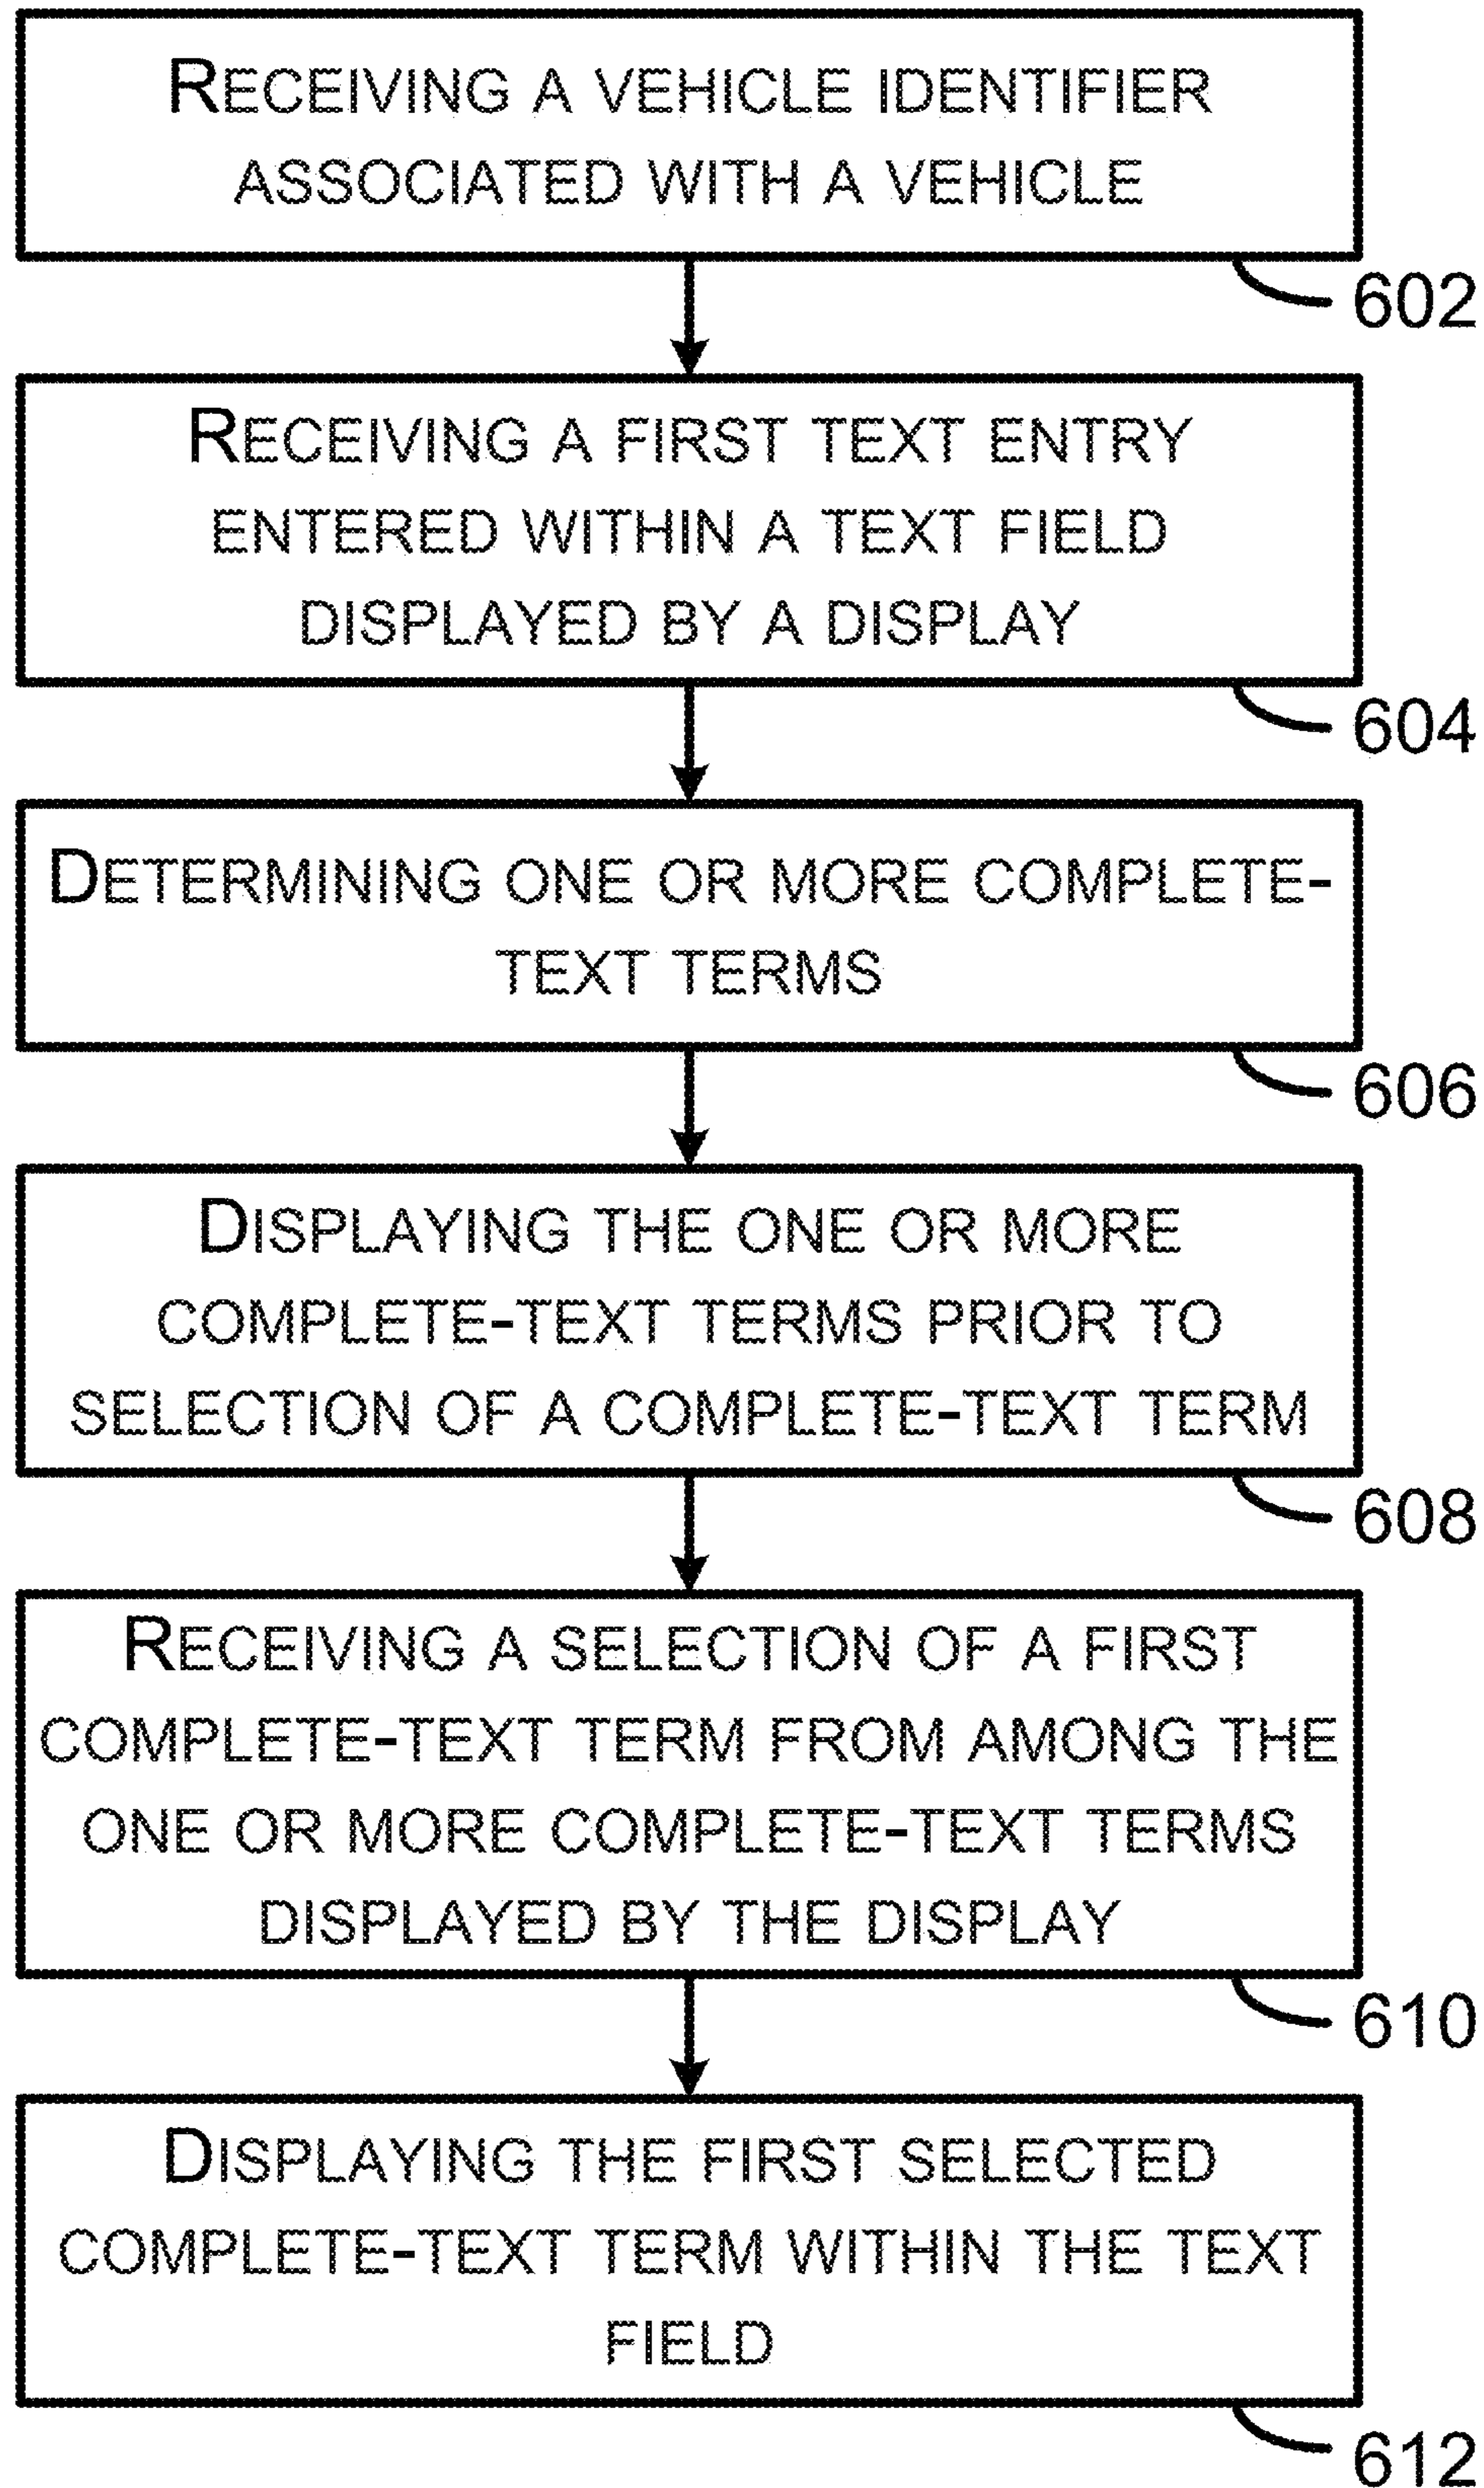 RECEIVING A VEHICLE IDENTIFIER
ASSOCIATED WITH A VEHICLE
602
RECEIVING A FIRST TEXT ENTRY
ENTERED WITHIN A TEXT FIELD
DISPLAYED BY A DISPLAY
604
DETERMINING ONE OR MORE COMPLETE-
TEXT TERMS
606
DISPLAYING THE ONE OR MORE
COMPLETE-TEXT TERMS PRIOR TO
SELECTION OF A COMPLETE-TEXT TERM
608
RECEIVING A SELECTION OF A FIRST
COMPLETE-TEXT TERM FROM AMONG THE
ONE OR MORE COMPLETE-TEXT TERMS
DISPLAYED BY THE DISPLAY
610
DISPLAYING THE FIRST SELECTED
COMPLETE-TEXT TERM WITHIN THE TEXT
FIELD
612